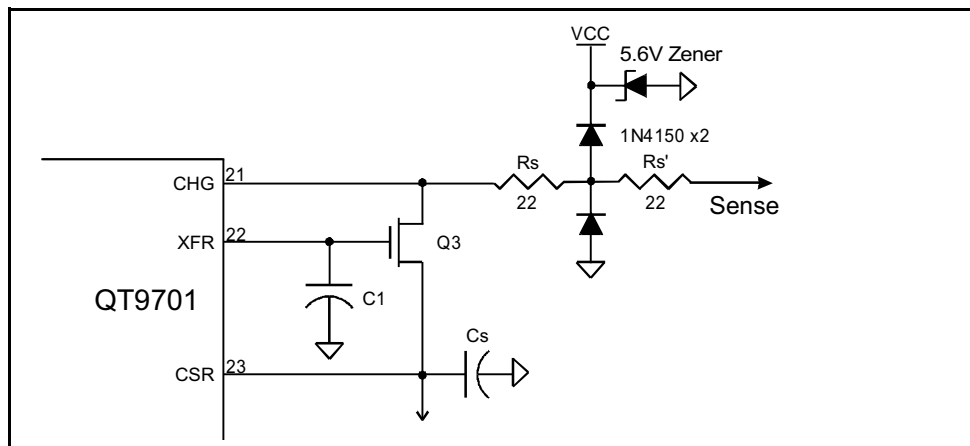 VCC
5.6V Zener
1N4150 x2
Rs
Rs'
CHG
21
22
22
Sense
XFR
22
Q3
QT9701
C1
Cs
CSR
23